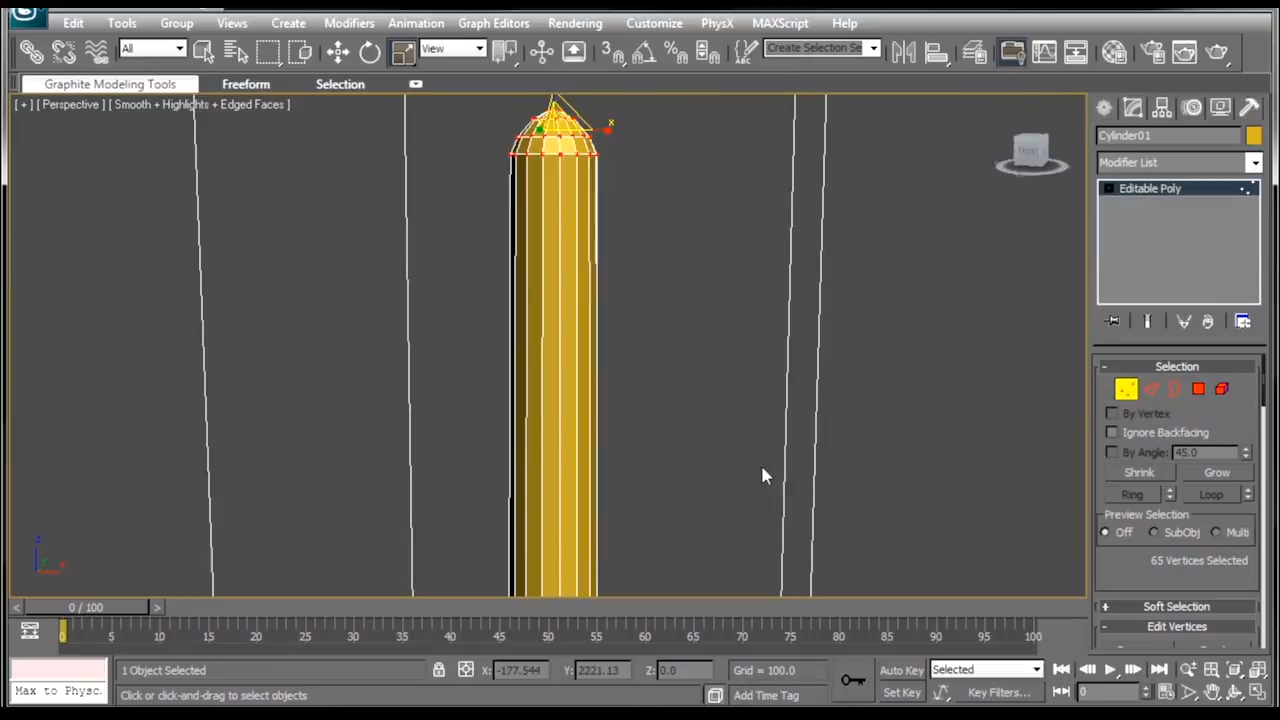 Edit Tools Group Views Create Modifiers Animation Graph Editors Rendering Customize PhysX MAXScript Help
All View 3 Create Selection Se
Graphite Modeling Tools Freeform Selection
[ + ] [ Perspective ] [ Smooth + Highlights + Edged Faces ]
x
FRONT
Cylinder01
Modifier List
Editable Poly
- Selection
By Vertex
Ignore Backfacing
By Angle: 45.0
Shrink Grow
Ring Loop
Preview Selection
Off SubObj Multi
65 Vertices Selected
+ Soft Selection
- Edit Vertices
z
y x
< 0 / 100 >
0 5 10 15 20 25 30 35 40 45 50 55 60 65 70 75 80 85 90 95 100
1 Object Selected X: -177.544 Y: 2221.13 Z: 0.0 Grid = 100.0 Auto Key Selected
Max to Physc. Click or click-and-drag to select objects Add Time Tag Set Key Key Filters... 0